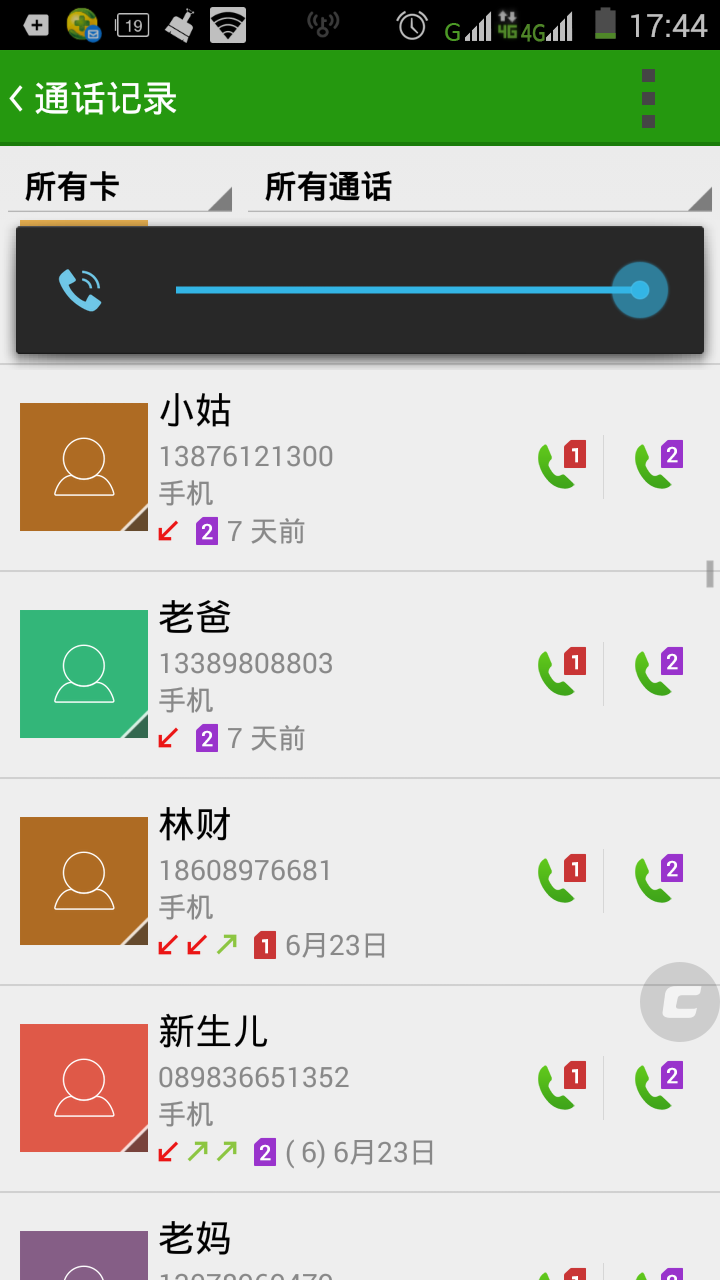 19
G
4G
4G
17:44
通话记录
所有卡
所有通话
小姑
13876121300
手机
2 7 天前
1
2
老爸
13389808803
手机
2 7 天前
1
2
林财
18608976681
手机
1 6月23日
1
2
新生儿
089836651352
手机
2 ( 6) 6月23日
1
2
老妈